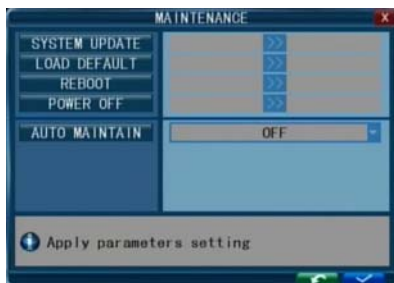 MAINTENANCE
X
SYSTEM UPDATE >>
LOAD DEFAULT >>
REBOOT >>
POWER OFF >>
AUTO MAINTAIN OFF
Apply parameters setting